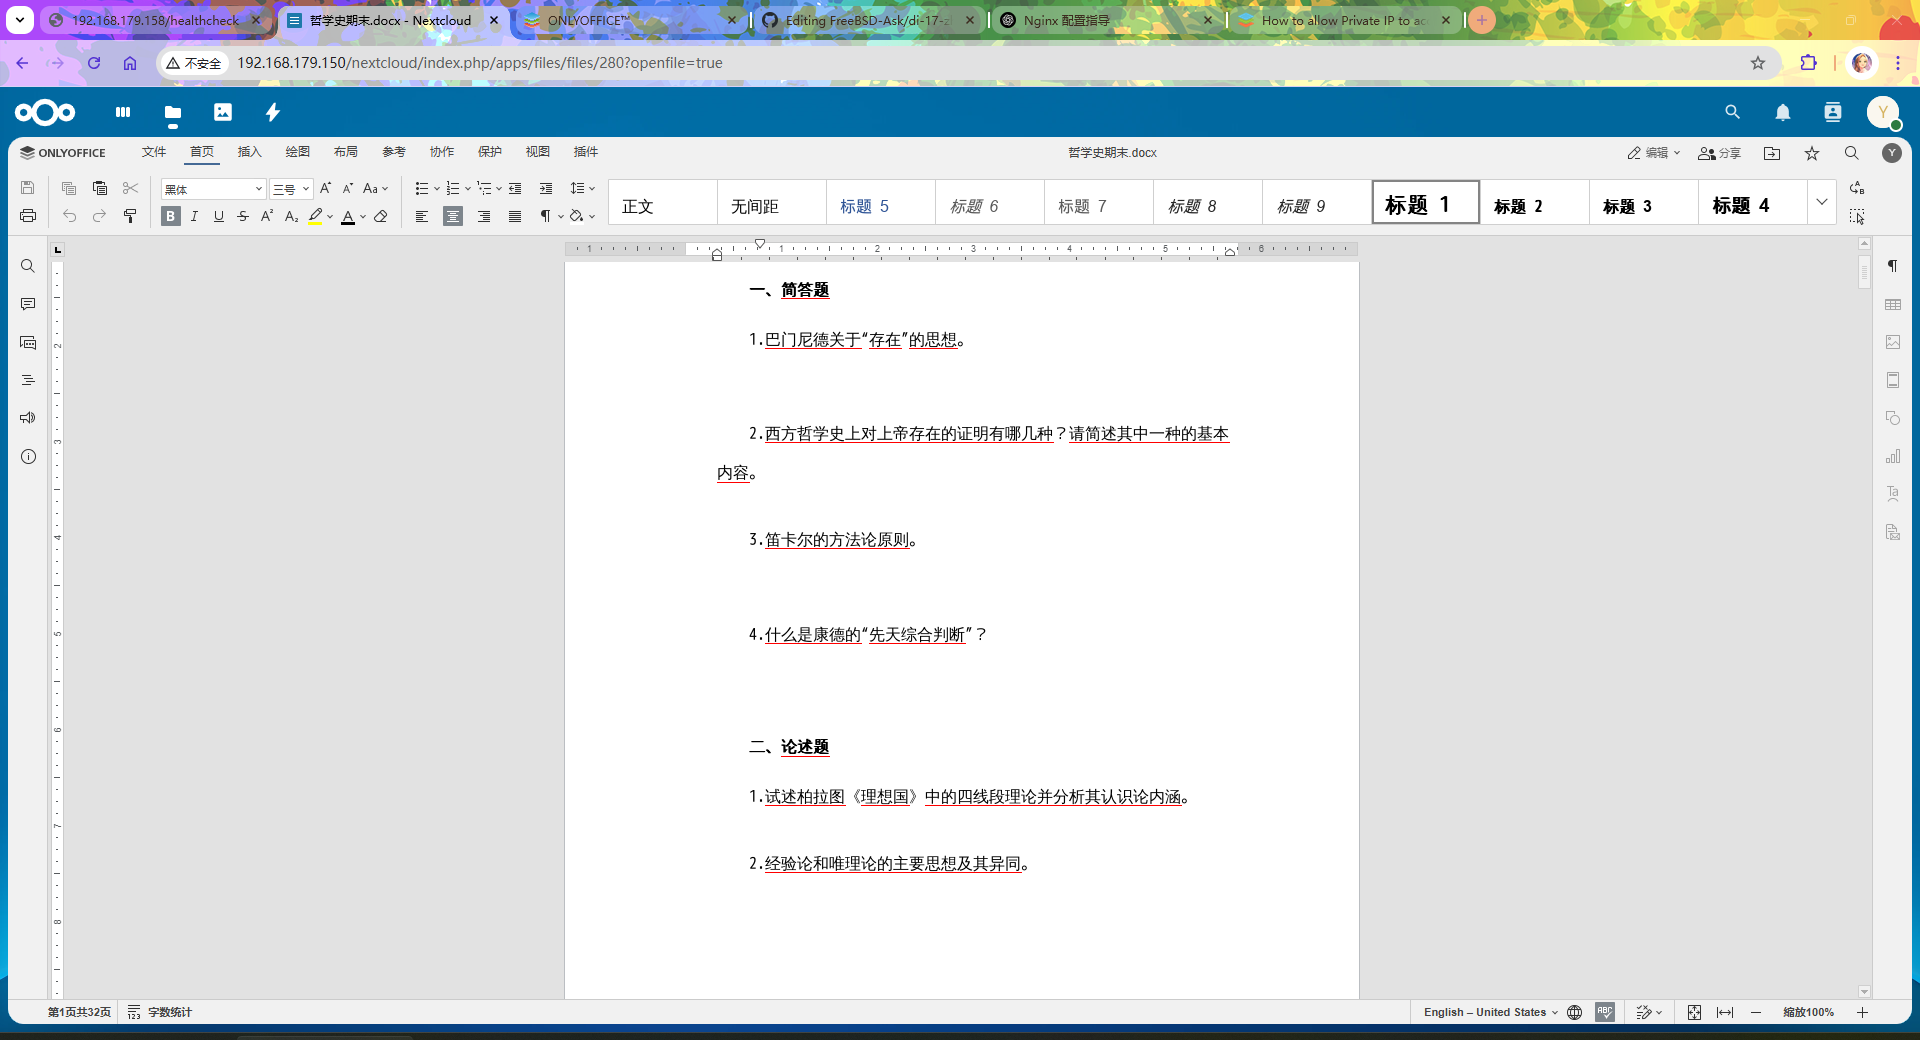 192.168.179.158/healthcheck
哲学史期末.docx - Nextcloud
ONLYOFFICE™
Editing FreeBSD-Ask/di-17-z
Nginx 配置指导
How to allow Private IP to a
不安全
192.168.179.150/nextcloud/index.php/apps/files/files/280?openfile=true
Y
ONLYOFFICE
文件
首页
插入
绘图
布局
参考
协作
保护
视图
插件
哲学史期末.docx
编辑
分享
Y
黑体
三号
正文
无间距
标题 5
标题 6
标题 7
标题 8
标题 9
标题 1
标题 2
标题 3
标题 4
一、简答题
1.巴门尼德关于“存在”的思想。
2.西方哲学史上对上帝存在的证明有哪几种？请简述其中一种的基本
内容。
3.笛卡尔的方法论原则。
4.什么是康德的“先天综合判断”？
二、论述题
1.试述柏拉图《理想国》中的四线段理论并分析其认识论内涵。
2.经验论和唯理论的主要思想及其异同。
第1页共32页
字数统计
English – United States
缩放100%